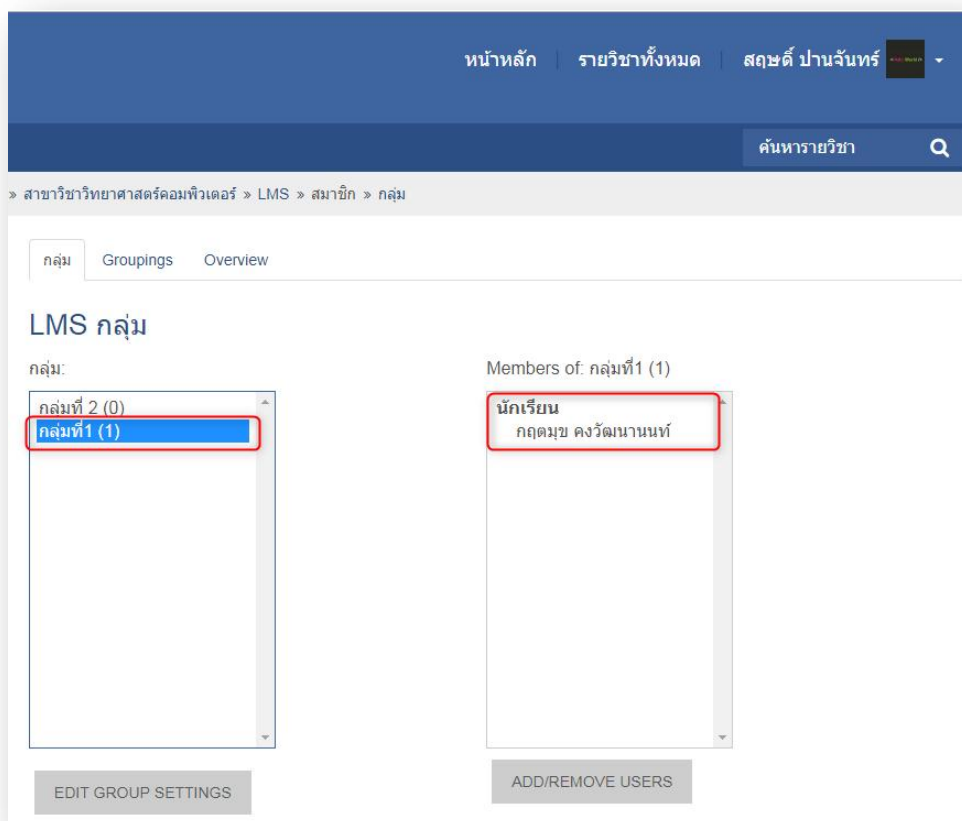 หน้าหลัก รายวิชาทั้งหมด สฤษดิ์ ปานจันทร์
ค้นหารายวิชา
» สาขาวิชาวิทยาศาสตร์คอมพิวเตอร์ » LMS » สมาชิก » กลุ่ม
กลุ่ม Groupings Overview
LMS กลุ่ม
กลุ่ม:
Members of: กลุ่มที่1 (1)
กลุ่มที่ 2 (0)
กลุ่มที่1 (1)
นักเรียน
กฤตมุข คงวัฒนานนท์
EDIT GROUP SETTINGS
ADD/REMOVE USERS